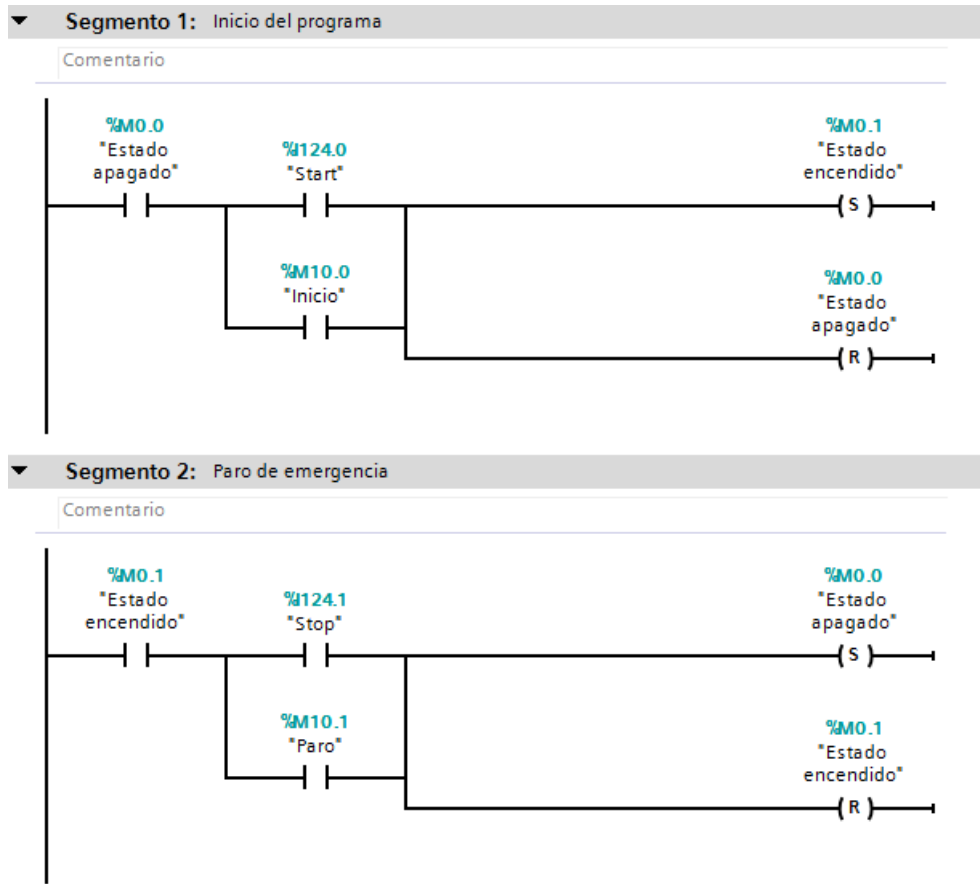 Segmento 1: Inicio del programa
Comentario
%M0.0
"Estado
apagado"
%I124.0
"Start"
%M0.1
"Estado
encendido"
S
%M10.0
"Inicio"
%M0.0
"Estado
apagado"
R
Segmento 2: Paro de emergencia
Comentario
%M0.1
"Estado
encendido"
%I124.1
"Stop"
%M0.0
"Estado
apagado"
S
%M10.1
"Paro"
%M0.1
"Estado
encendido"
R